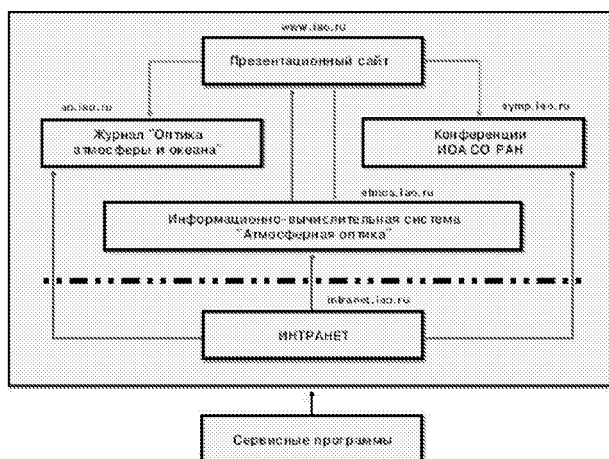 www.iao.ru
Презентационный сайт
ao.iao.ru
symp.iao.ru
Журнал "Оптика
атмосферы и океана"
Конференции
ИОА СО РАН
atmos.iao.ru
Информационно-вычислительная система
"Атмосферная оптика"
intranet.iao.ru
ИНТРАНЕТ
Сервисные программы